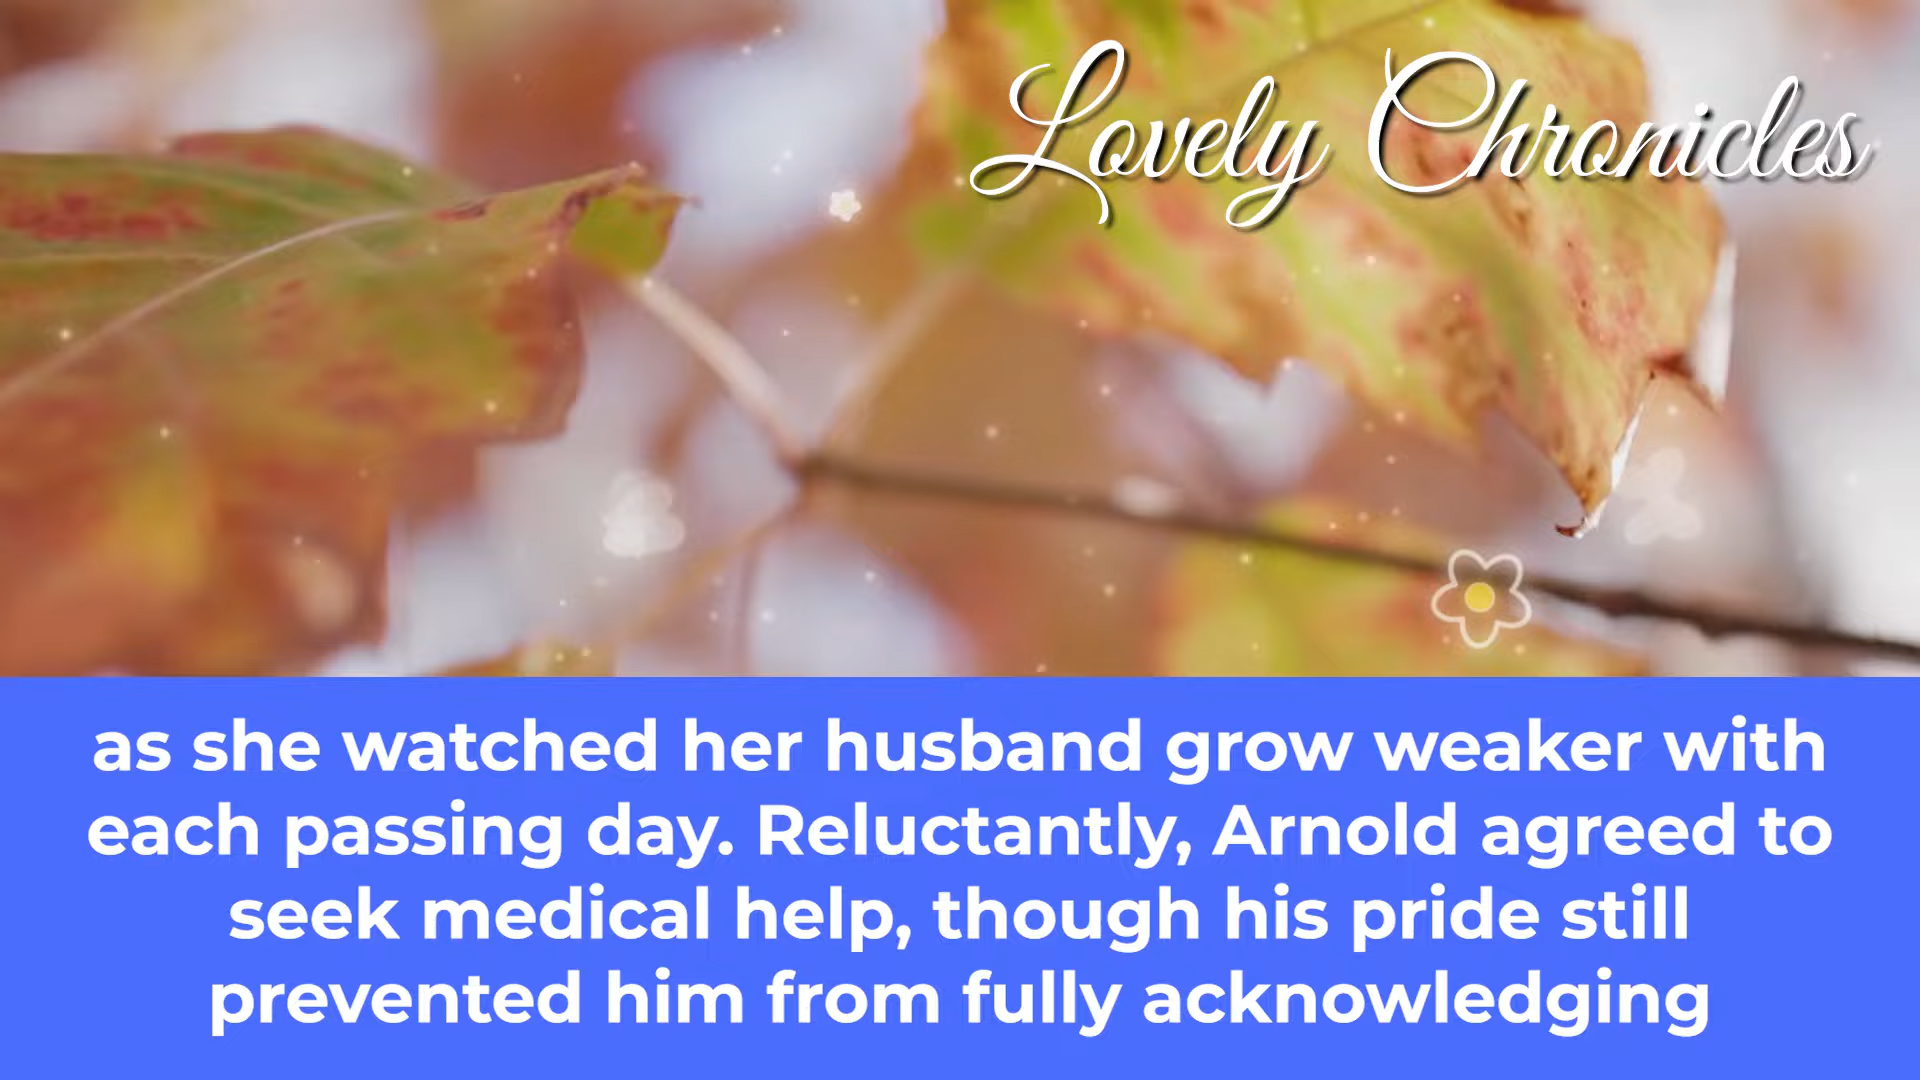 Lovely Chronicles
as she watched her husband grow weaker with
each passing day. Reluctantly, Arnold agreed to
seek medical help, though his pride still
prevented him from fully acknowledging